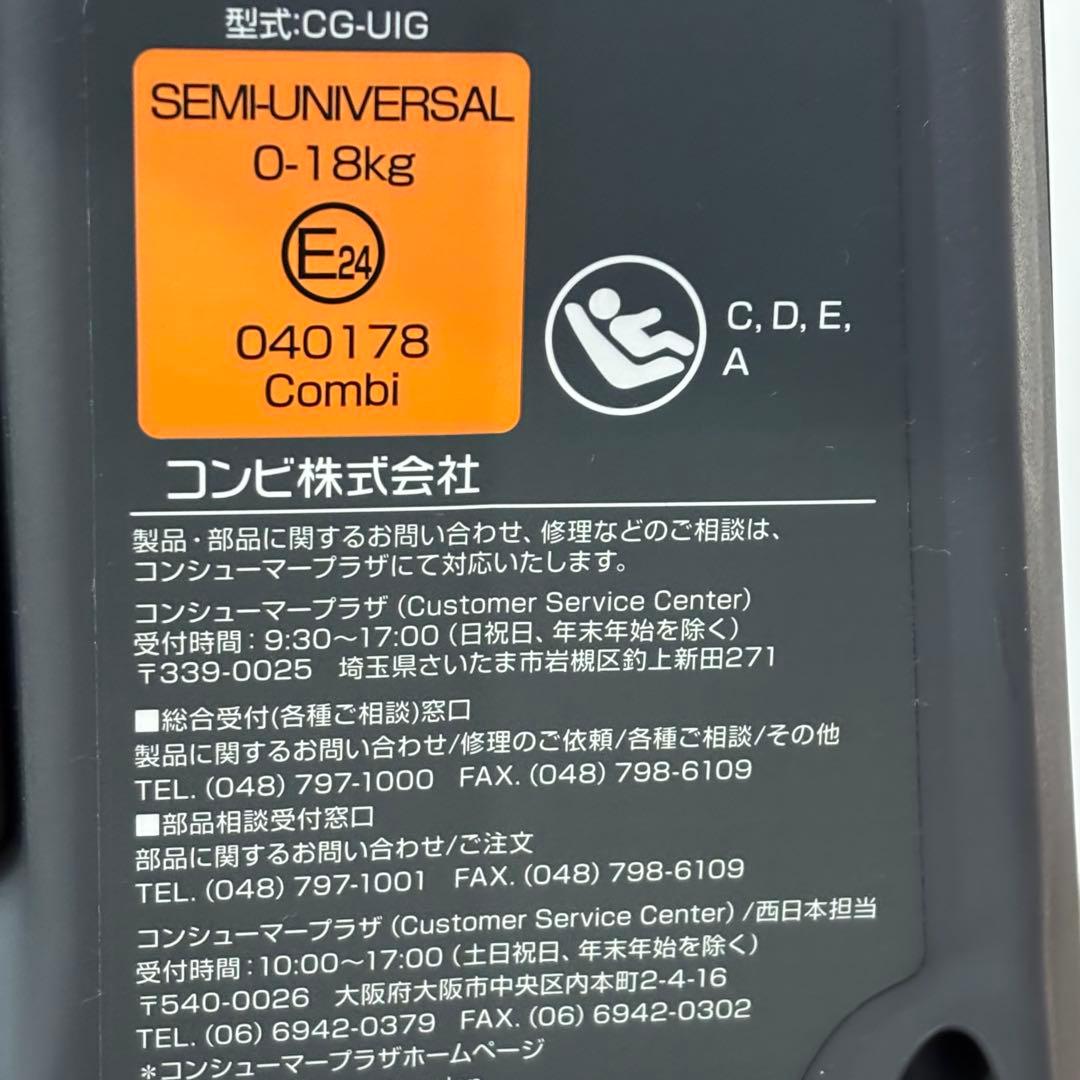 型式:CG-UIG
SEMI-UNIVERSAL
0-18kg
E24
040178
Combi
C, D, E,
A
コンビ株式会社
製品・部品に関するお問い合わせ、修理などのご相談は、
コンシューマープラザにて対応いたします。
コンシューマープラザ (Customer Service Center)
受付時間：9:30～17:00 (日祝日、年末年始を除く)
〒339-0025 埼玉県さいたま市岩槻区釣上新田271
■総合受付(各種ご相談)窓口
製品に関するお問い合わせ/修理のご依頼/各種ご相談/その他
TEL. (048) 797-1000 FAX. (048) 798-6109
■部品相談受付窓口
部品に関するお問い合わせ/ご注文
TEL. (048) 797-1001 FAX. (048) 798-6109
コンシューマープラザ (Customer Service Center) /西日本担当
受付時間：10:00～17:00 (土日祝日、年末年始を除く)
〒540-0026 大阪府大阪市中央区内本町2-4-16
TEL. (06) 6942-0379 FAX. (06) 6942-0302
*コンシューマープラザホームページ